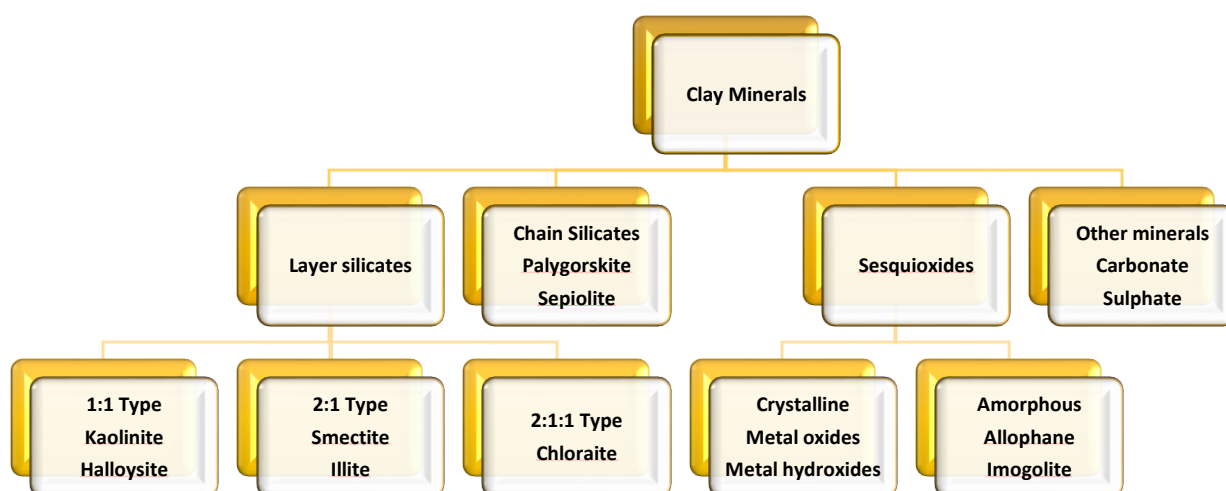 Clay Minerals
Layer silicates
Chain Silicates
Palygorskite
Sepiolite
Sesquioxides
Other minerals
Carbonate
Sulphate
1:1 Type
Kaolinite
Halloysite
2:1 Type
Smectite
Illite
2:1:1 Type
Chloraite
Crystalline
Metal oxides
Metal hydroxides
Amorphous
Allophane
Imogolite